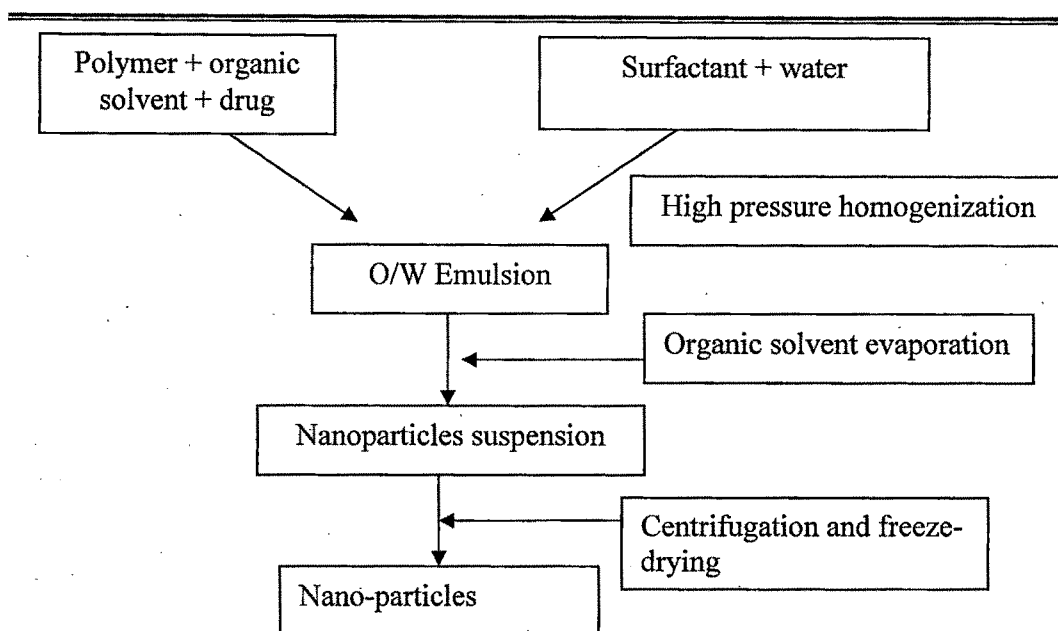 Polymer + organic
solvent + drug
Surfactant + water
High pressure homogenization
O/W Emulsion
Organic solvent evaporation
Nanoparticles suspension
Centrifugation and freeze-
drying
Nano-particles